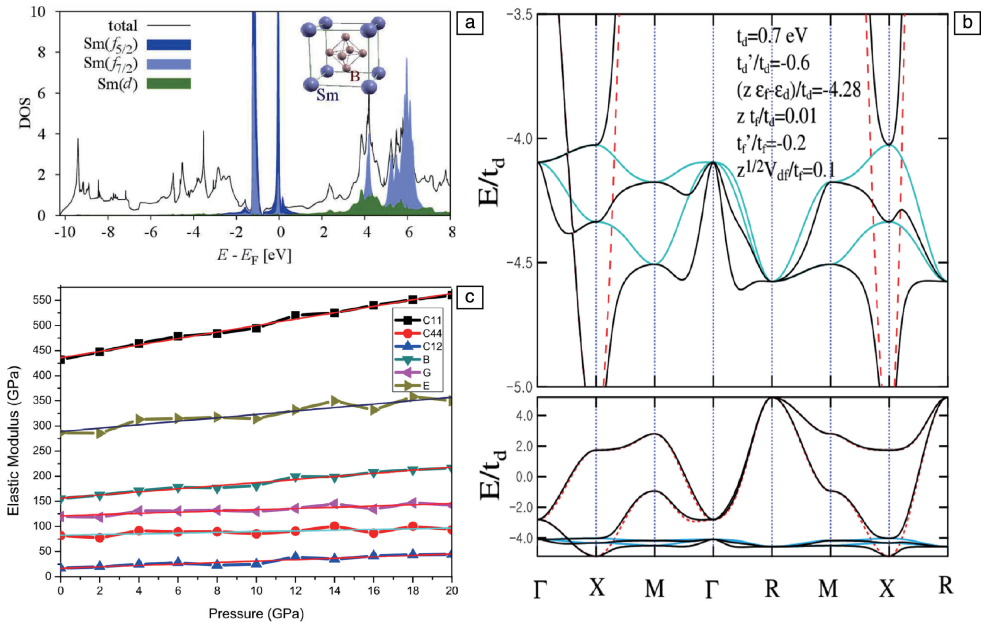 a
total
Sm(f5/2)
Sm(f7/2)
Sm(d)
B
Sm
DOS
10
8
6
4
2
0
-10 -8 -6 -4 -2 0 2 4 6 8
E - EF [eV]
b
td=0.7 eV
td'/td=-0.6
(z εf-εd)/td=-4.28
z tf/td=0.01
tf'/tf=-0.2
z1/2Vdf/tf=0.1
E/td
-3.5
-4.0
-4.5
-5.0
E/td
4.0
2.0
0.0
-2.0
-4.0
Γ X M Γ R M X R
c
C11
C44
C12
B
G
E
Elastic Modulus (GPa)
550
500
450
400
350
300
250
200
150
100
50
0
0 2 4 6 8 10 12 14 16 18 20
Pressure (GPa)